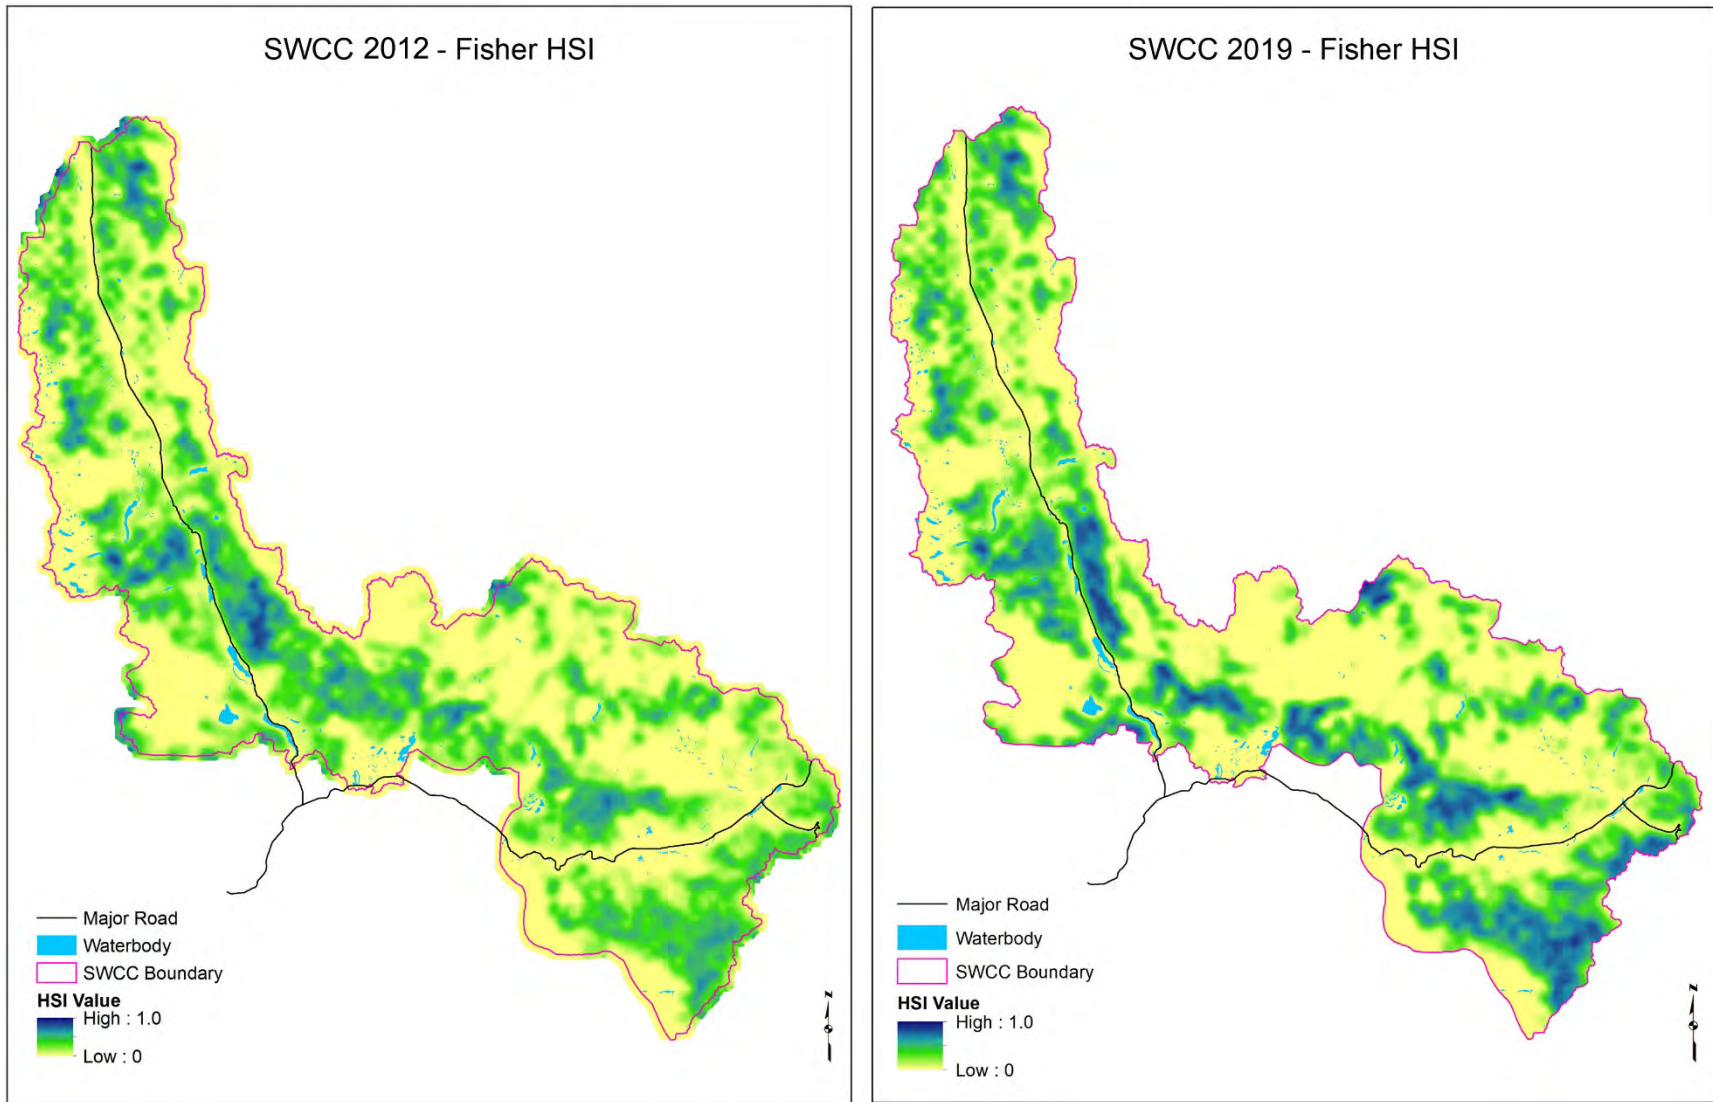 SWCC 2012 - Fisher HSI
Major Road
Waterbody
SWCC Boundary
HSI Value
High : 1.0
Low : 0
N
SWCC 2019 - Fisher HSI
Major Road
Waterbody
SWCC Boundary
HSI Value
High : 1.0
Low : 0
N